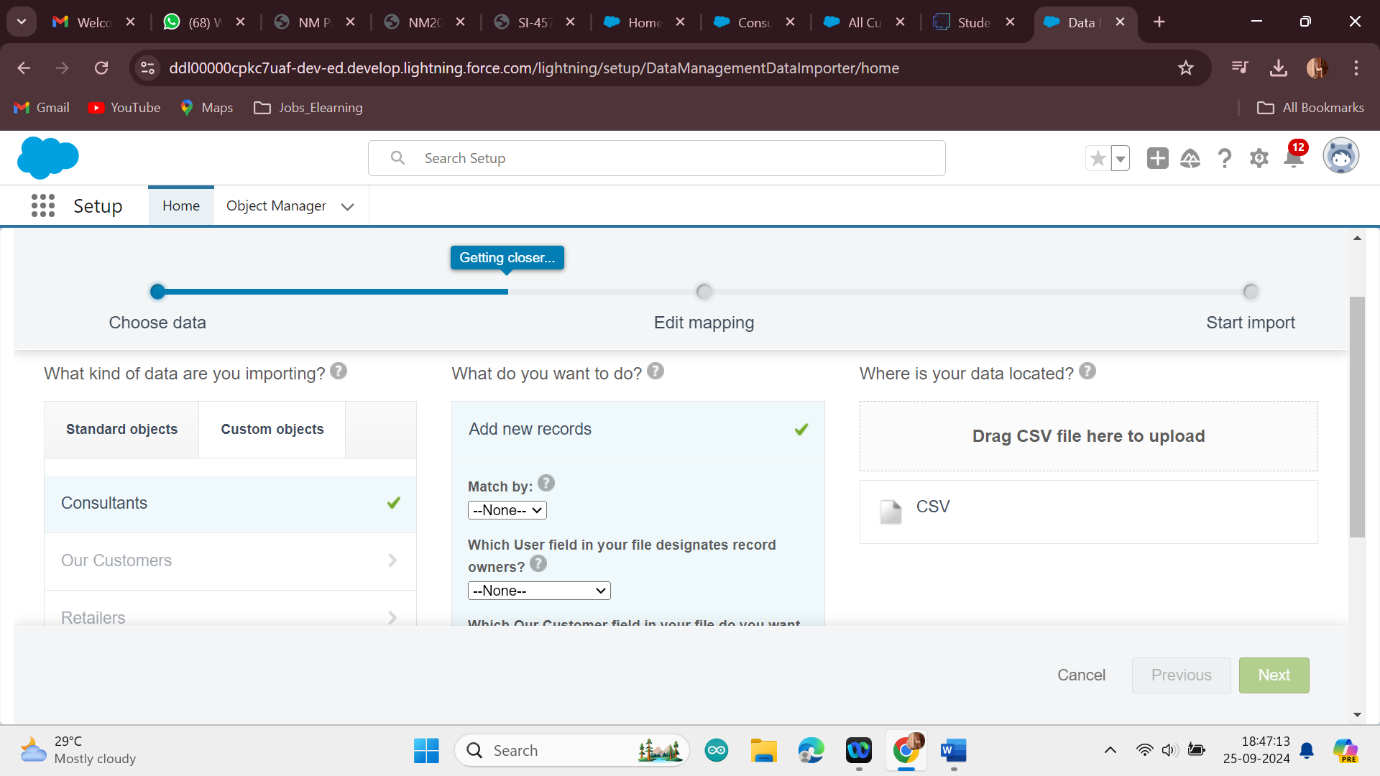 Welco
(68) W
NM P
NM20
SI-457
Home
Consu
All Cu
Stude
Data I
ddl00000cpkc7uaf-dev-ed.develop.lightning.force.com/lightning/setup/DataManagementDataImporter/home
Gmail
YouTube
Maps
Jobs_Elearning
All Bookmarks
Search Setup
12
Setup
Home
Object Manager
Getting closer...
Choose data
Edit mapping
Start import
What kind of data are you importing? ?
What do you want to do? ?
Where is your data located? ?
Standard objects
Custom objects
Consultants
Our Customers
Retailers
Add new records
Match by: ?
--None--
Which User field in your file designates record
owners? ?
--None--
Which Our Customer field in your file do you want
Drag CSV file here to upload
CSV
Cancel
Previous
Next
29°C
Mostly cloudy
Search
18:47:13
25-09-2024
PRE